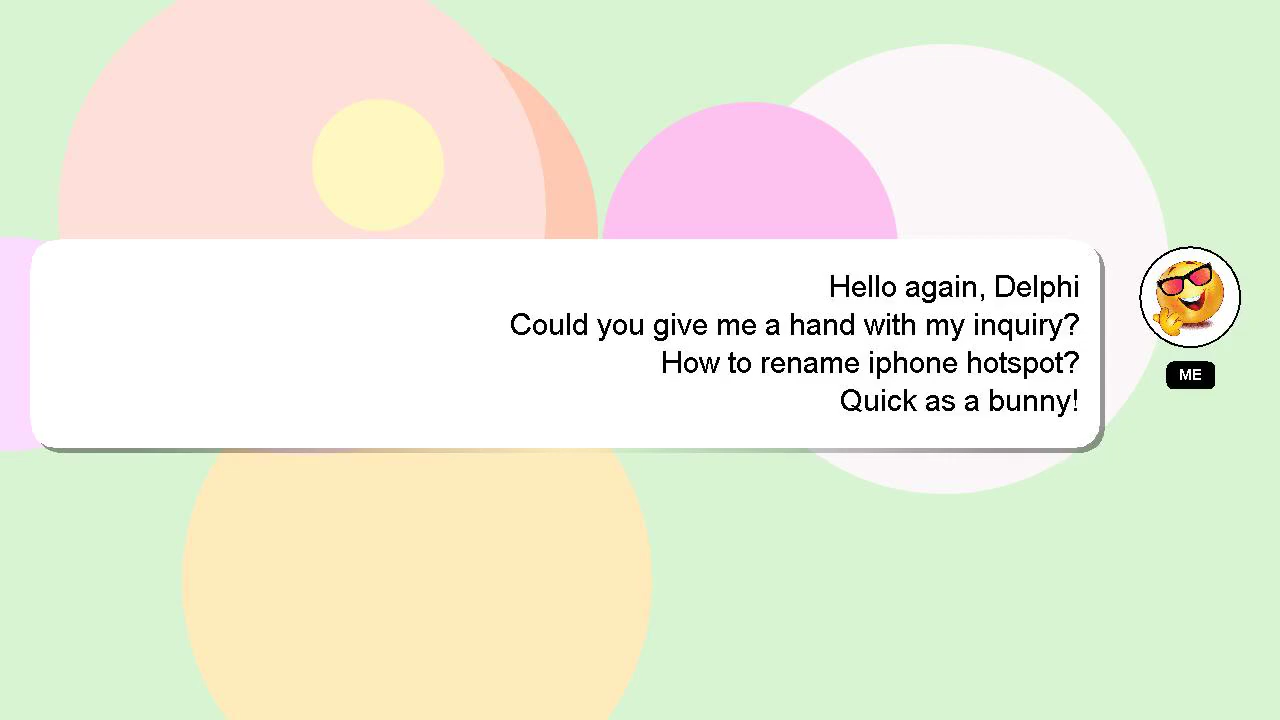 Hello again, Delphi
Could you give me a hand with my inquiry?
How to rename iphone hotspot?
Quick as a bunny!
ME